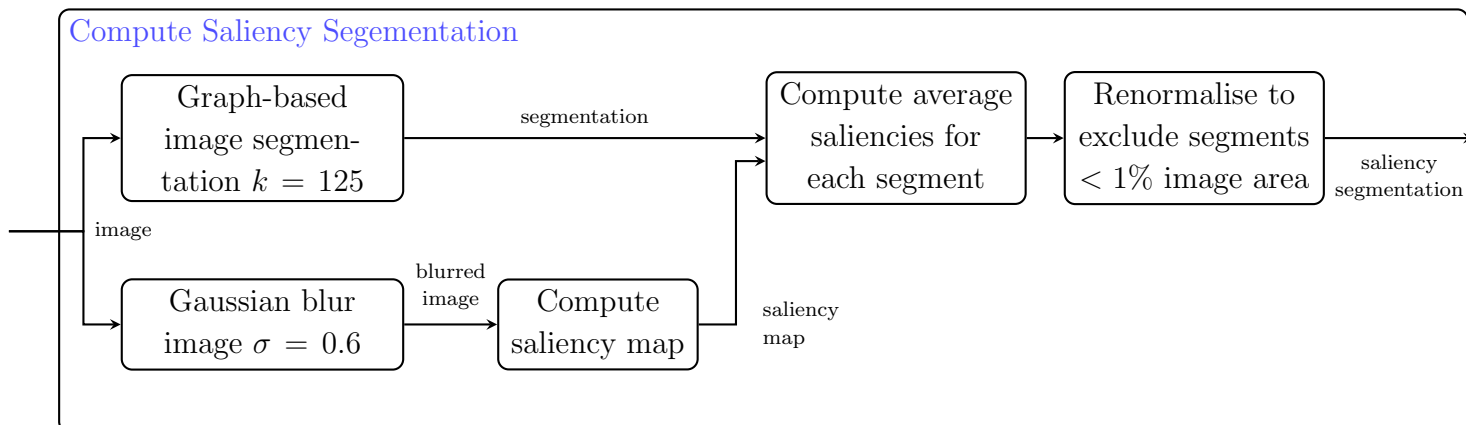 Compute Saliency Segementation
Graph-based
image segmen-
tation k = 125
segmentation
Compute average
saliencies for
each segment
Renormalise to
exclude segments
< 1% image area
saliency
segmentation
image
Gaussian blur
image σ = 0.6
blurred
image
Compute
saliency map
saliency
map